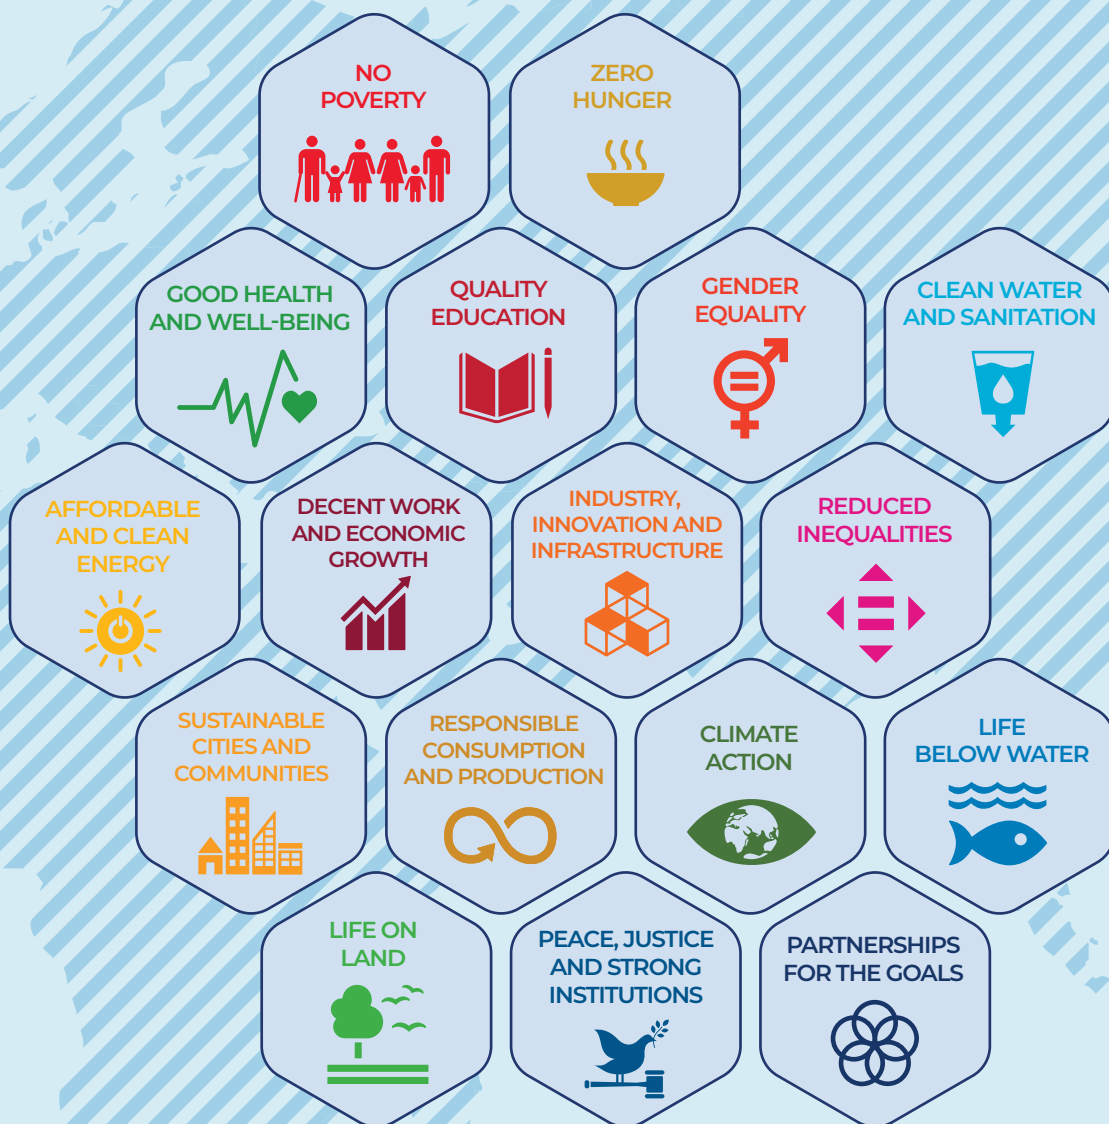 NO
POVERTY
ZERO
HUNGER
GOOD HEALTH
AND WELL-BEING
QUALITY
EDUCATION
GENDER
EQUALITY
CLEAN WATER
AND SANITATION
AFFORDABLE
AND CLEAN
ENERGY
DECENT WORK
AND ECONOMIC
GROWTH
INDUSTRY,
INNOVATION AND
INFRASTRUCTURE
REDUCED
INEQUALITIES
SUSTAINABLE
CITIES AND
COMMUNITIES
RESPONSIBLE
CONSUMPTION
AND PRODUCTION
CLIMATE
ACTION
LIFE
BELOW WATER
LIFE ON
LAND
PEACE, JUSTICE
AND STRONG
INSTITUTIONS
PARTNERSHIPS
FOR THE GOALS